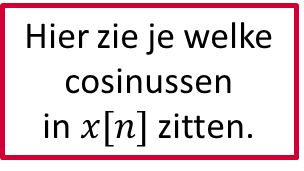 Hier zie je welke
cosinussen
in x[n] zitten.